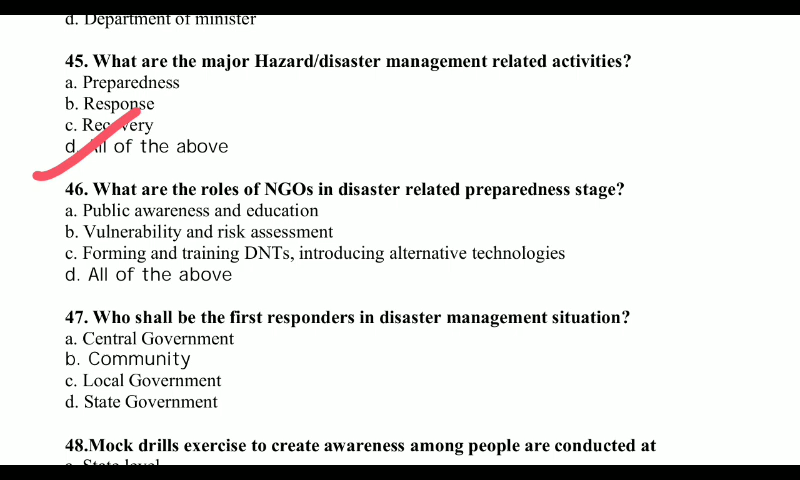 d. Department of minister
45. What are the major Hazard/disaster management related activities?
a. Preparedness
b. Response
c. Recovery
d. All of the above
46. What are the roles of NGOs in disaster related preparedness stage?
a. Public awareness and education
b. Vulnerability and risk assessment
c. Forming and training DNTs, introducing alternative technologies
d. All of the above
47. Who shall be the first responders in disaster management situation?
a. Central Government
b. Community
c. Local Government
d. State Government
48.Mock drills exercise to create awareness among people are conducted at
a. State level